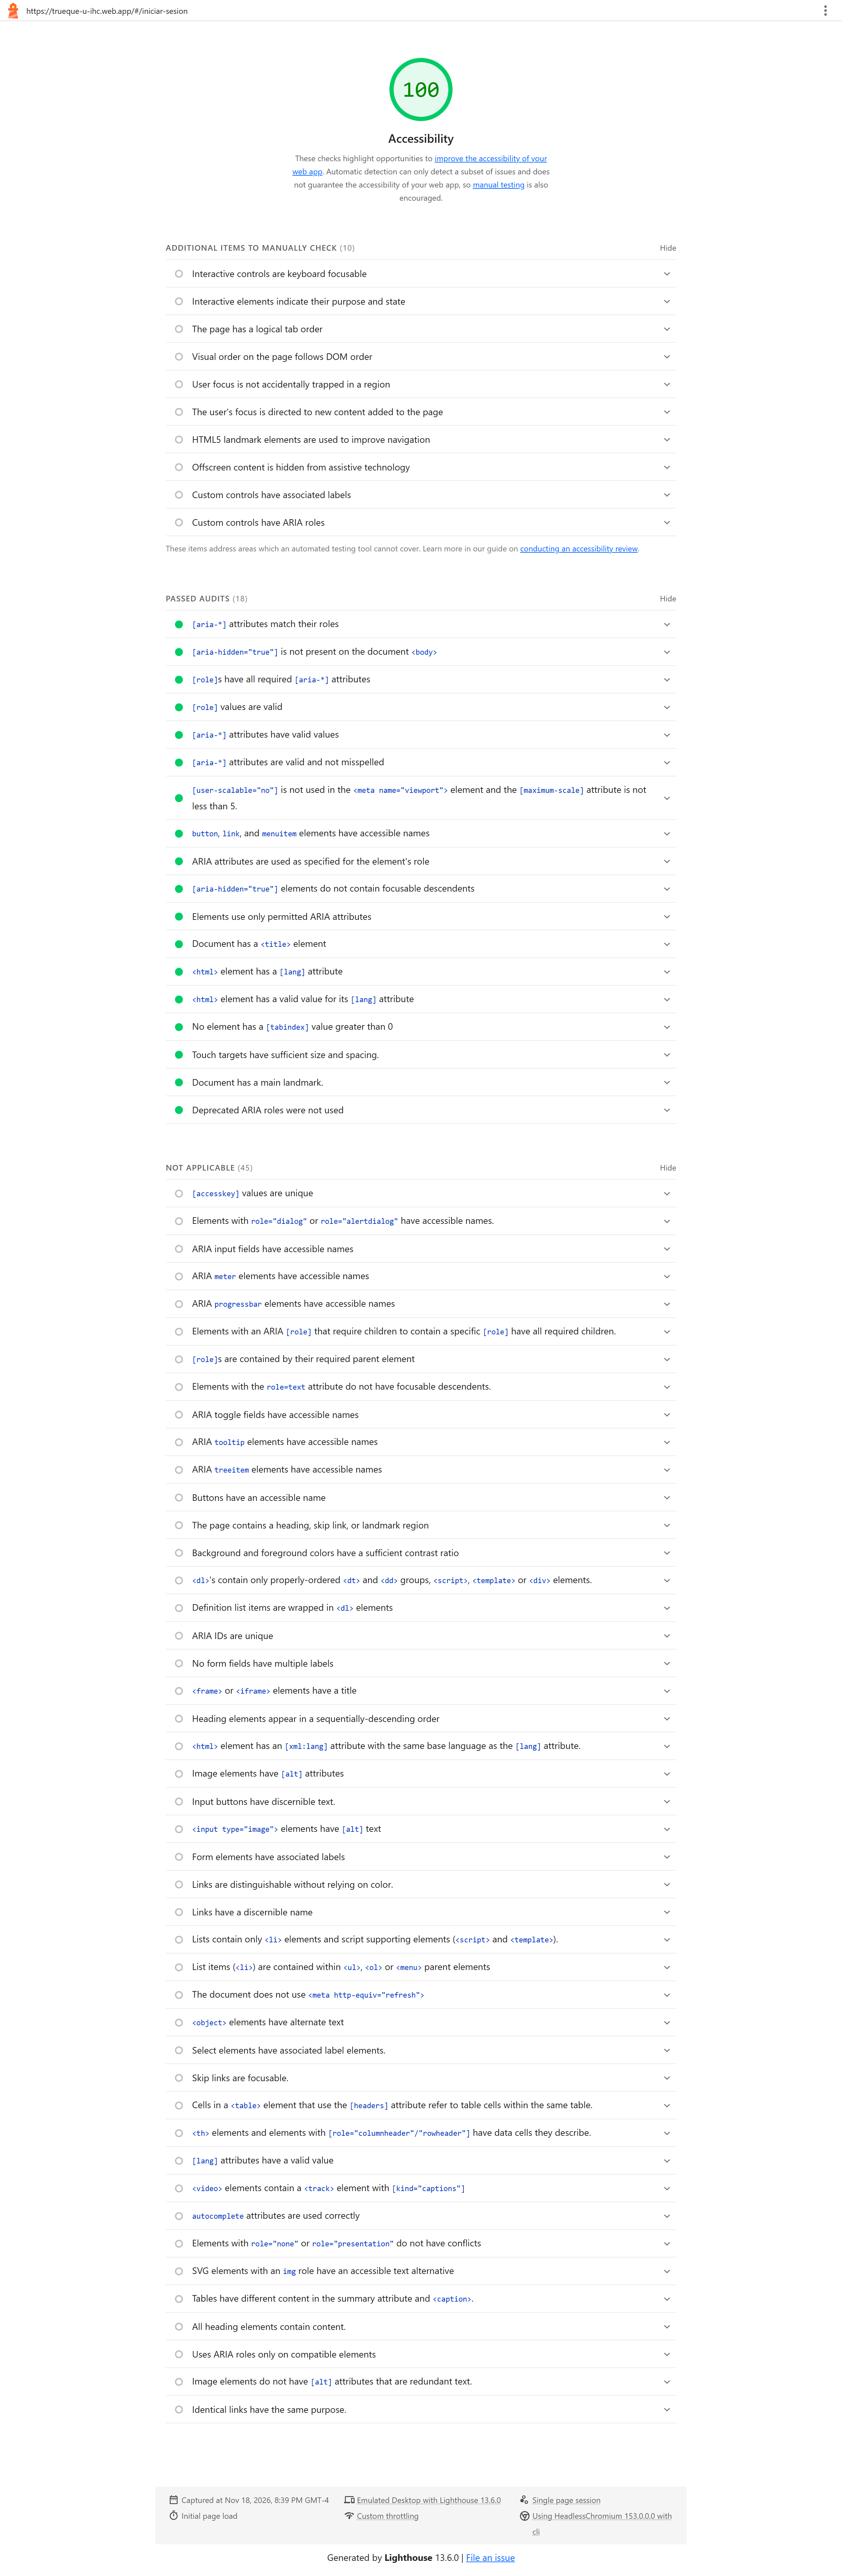 https://trueque-u-ihc.web.app/#/iniciar-sesion
100
Accessibility
These checks highlight opportunities to improve the accessibility of your
web app. Automatic detection can only detect a subset of issues and does
not guarantee the accessibility of your web app, so manual testing is also
encouraged.
ADDITIONAL ITEMS TO MANUALLY CHECK (10) Hide
Interactive controls are keyboard focusable
Interactive elements indicate their purpose and state
The page has a logical tab order
Visual order on the page follows DOM order
User focus is not accidentally trapped in a region
The user's focus is directed to new content added to the page
HTML5 landmark elements are used to improve navigation
Offscreen content is hidden from assistive technology
Custom controls have associated labels
Custom controls have ARIA roles
These items address areas which an automated testing tool cannot cover. Learn more in our guide on conducting an accessibility review.
PASSED AUDITS (18) Hide
[aria-*] attributes match their roles
[aria-hidden="true"] is not present on the document <body>
[role]s have all required [aria-*] attributes
[role] values are valid
[aria-*] attributes have valid values
[aria-*] attributes are valid and not misspelled
[user-scalable="no"] is not used in the <meta name="viewport"> element and the [maximum-scale] attribute is not
less than 5.
button, link, and menuitem elements have accessible names
ARIA attributes are used as specified for the element's role
[aria-hidden="true"] elements do not contain focusable descendents
Elements use only permitted ARIA attributes
Document has a <title> element
<html> element has a [lang] attribute
<html> element has a valid value for its [lang] attribute
No element has a [tabindex] value greater than 0
Touch targets have sufficient size and spacing.
Document has a main landmark.
Deprecated ARIA roles were not used
NOT APPLICABLE (45) Hide
[accesskey] values are unique
Elements with role="dialog" or role="alertdialog" have accessible names.
ARIA input fields have accessible names
ARIA meter elements have accessible names
ARIA progressbar elements have accessible names
Elements with an ARIA [role] that require children to contain a specific [role] have all required children.
[role]s are contained by their required parent element
Elements with the role=text attribute do not have focusable descendents.
ARIA toggle fields have accessible names
ARIA tooltip elements have accessible names
ARIA treeitem elements have accessible names
Buttons have an accessible name
The page contains a heading, skip link, or landmark region
Background and foreground colors have a sufficient contrast ratio
<dl>'s contain only properly-ordered <dt> and <dd> groups, <script>, <template> or <div> elements.
Definition list items are wrapped in <dl> elements
ARIA IDs are unique
No form fields have multiple labels
<frame> or <iframe> elements have a title
Heading elements appear in a sequentially-descending order
<html> element has an [xml:lang] attribute with the same base language as the [lang] attribute.
Image elements have [alt] attributes
Input buttons have discernible text.
<input type="image"> elements have [alt] text
Form elements have associated labels
Links are distinguishable without relying on color.
Links have a discernible name
Lists contain only <li> elements and script supporting elements (<script> and <template>).
List items (<li>) are contained within <ul>, <ol> or <menu> parent elements
The document does not use <meta http-equiv="refresh">
<object> elements have alternate text
Select elements have associated label elements.
Skip links are focusable.
Cells in a <table> element that use the [headers] attribute refer to table cells within the same table.
<th> elements and elements with [role="columnheader"/"rowheader"] have data cells they describe.
[lang] attributes have a valid value
<video> elements contain a <track> element with [kind="captions"]
autocomplete attributes are used correctly
Elements with role="none" or role="presentation" do not have conflicts
SVG elements with an img role have an accessible text alternative
Tables have different content in the summary attribute and <caption>.
All heading elements contain content.
Uses ARIA roles only on compatible elements
Image elements do not have [alt] attributes that are redundant text.
Identical links have the same purpose.
Captured at Nov 18, 2026, 8:39 PM GMT-4 Emulated Desktop with Lighthouse 13.6.0 Single page session
Initial page load Custom throttling Using HeadlessChromium 153.0.0.0 with
cli
Generated by Lighthouse 13.6.0 | File an issue